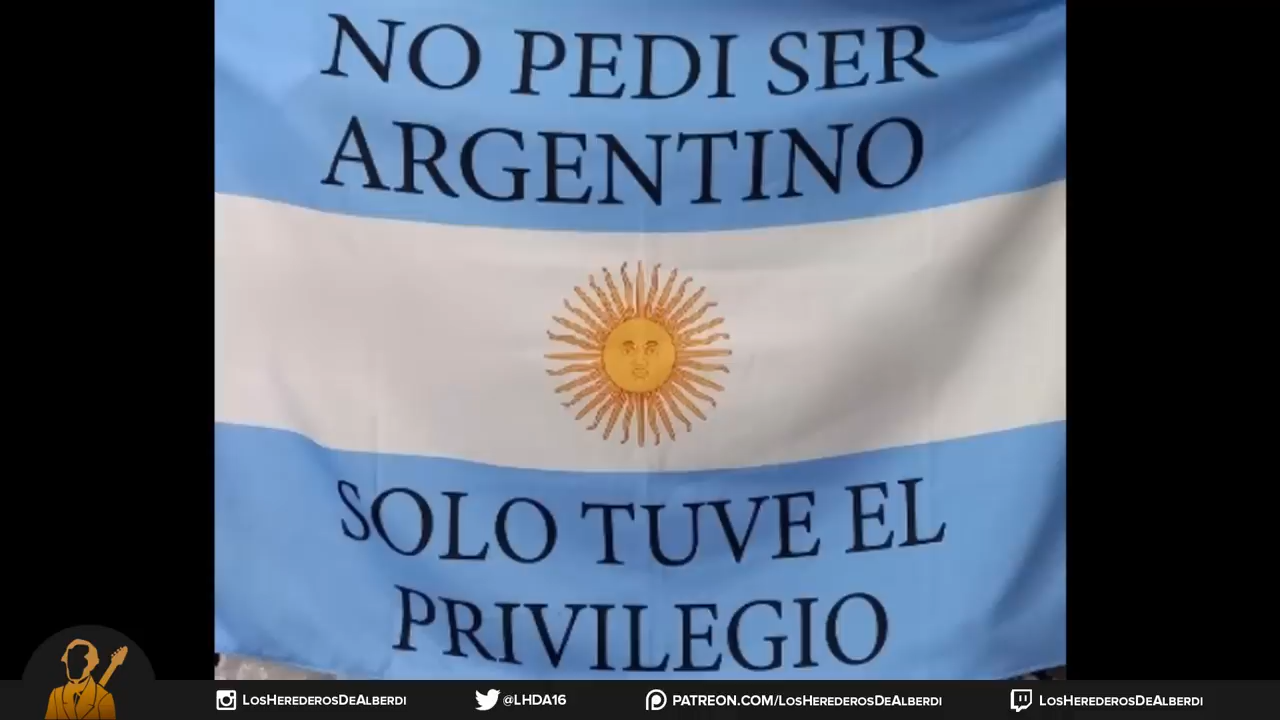 NO PEDI SER
ARGENTINO
SOLO TUVE EL
PRIVILEGIO
LosHerederosDeAlberdi @LHDA16 patreon.com/LosHerederosDeAlberdi LosHerederosDeAlberdi